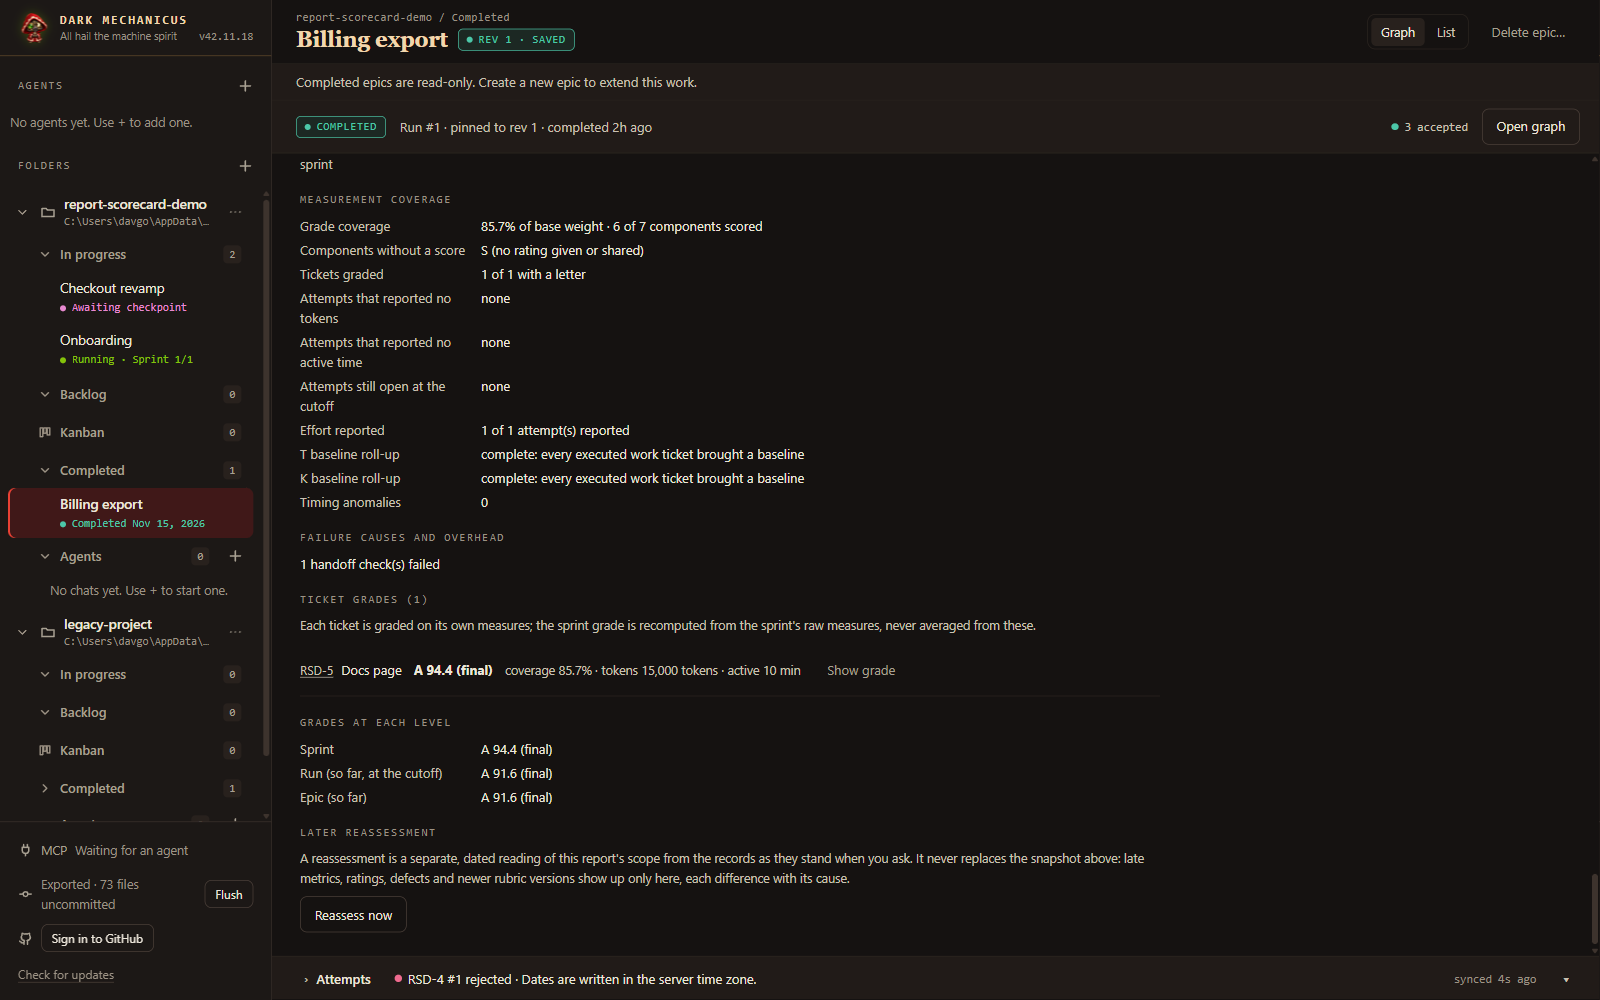 DARK MECHANICUS
All hail the machine spirit v42.11.18
AGENTS
No agents yet. Use + to add one.
FOLDERS
report-scorecard-demo
C:\Users\davgo\AppData\…
In progress 2
Checkout revamp
Awaiting checkpoint
Onboarding
Running · Sprint 1/1
Backlog 0
Kanban 0
Completed 1
Billing export
Completed Nov 15, 2026
Agents 0
No chats yet. Use + to start one.
legacy-project
C:\Users\davgo\AppData\…
In progress 0
Backlog 0
Kanban 0
Completed 1
MCP Waiting for an agent
Exported · 73 files
uncommitted
Flush
Sign in to GitHub
Check for updates
report-scorecard-demo / Completed
Billing export
REV 1 · SAVED
Graph List Delete epic...
Completed epics are read-only. Create a new epic to extend this work.
COMPLETED Run #1 · pinned to rev 1 · completed 2h ago
3 accepted Open graph
sprint
MEASUREMENT COVERAGE
Grade coverage 85.7% of base weight · 6 of 7 components scored
Components without a score S (no rating given or shared)
Tickets graded 1 of 1 with a letter
Attempts that reported no none
tokens
Attempts that reported no none
active time
Attempts still open at the none
cutoff
Effort reported 1 of 1 attempt(s) reported
T baseline roll-up complete: every executed work ticket brought a baseline
K baseline roll-up complete: every executed work ticket brought a baseline
Timing anomalies 0
FAILURE CAUSES AND OVERHEAD
1 handoff check(s) failed
TICKET GRADES (1)
Each ticket is graded on its own measures; the sprint grade is recomputed from the sprint's raw measures, never averaged from these.
RSD-5 Docs page A 94.4 (final) coverage 85.7% · tokens 15,000 tokens · active 10 min Show grade
GRADES AT EACH LEVEL
Sprint A 94.4 (final)
Run (so far, at the cutoff) A 91.6 (final)
Epic (so far) A 91.6 (final)
LATER REASSESSMENT
A reassessment is a separate, dated reading of this report's scope from the records as they stand when you ask. It never replaces the snapshot above: late
metrics, ratings, defects and newer rubric versions show up only here, each difference with its cause.
Reassess now
Attempts RSD-4 #1 rejected · Dates are written in the server time zone.
synced 4s ago